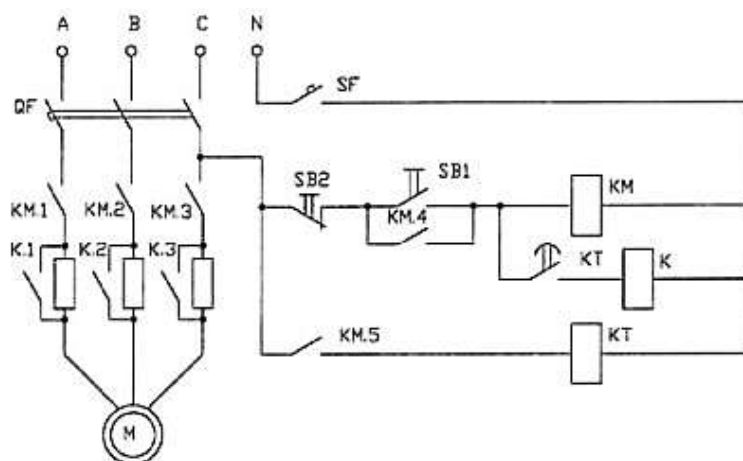 A B C N
QF
SF
SB2 SB1 KM
KM.1 KM.2 KM.3 KM.4
K.1 K.2 K.3 KT K
KM.5 KT
M